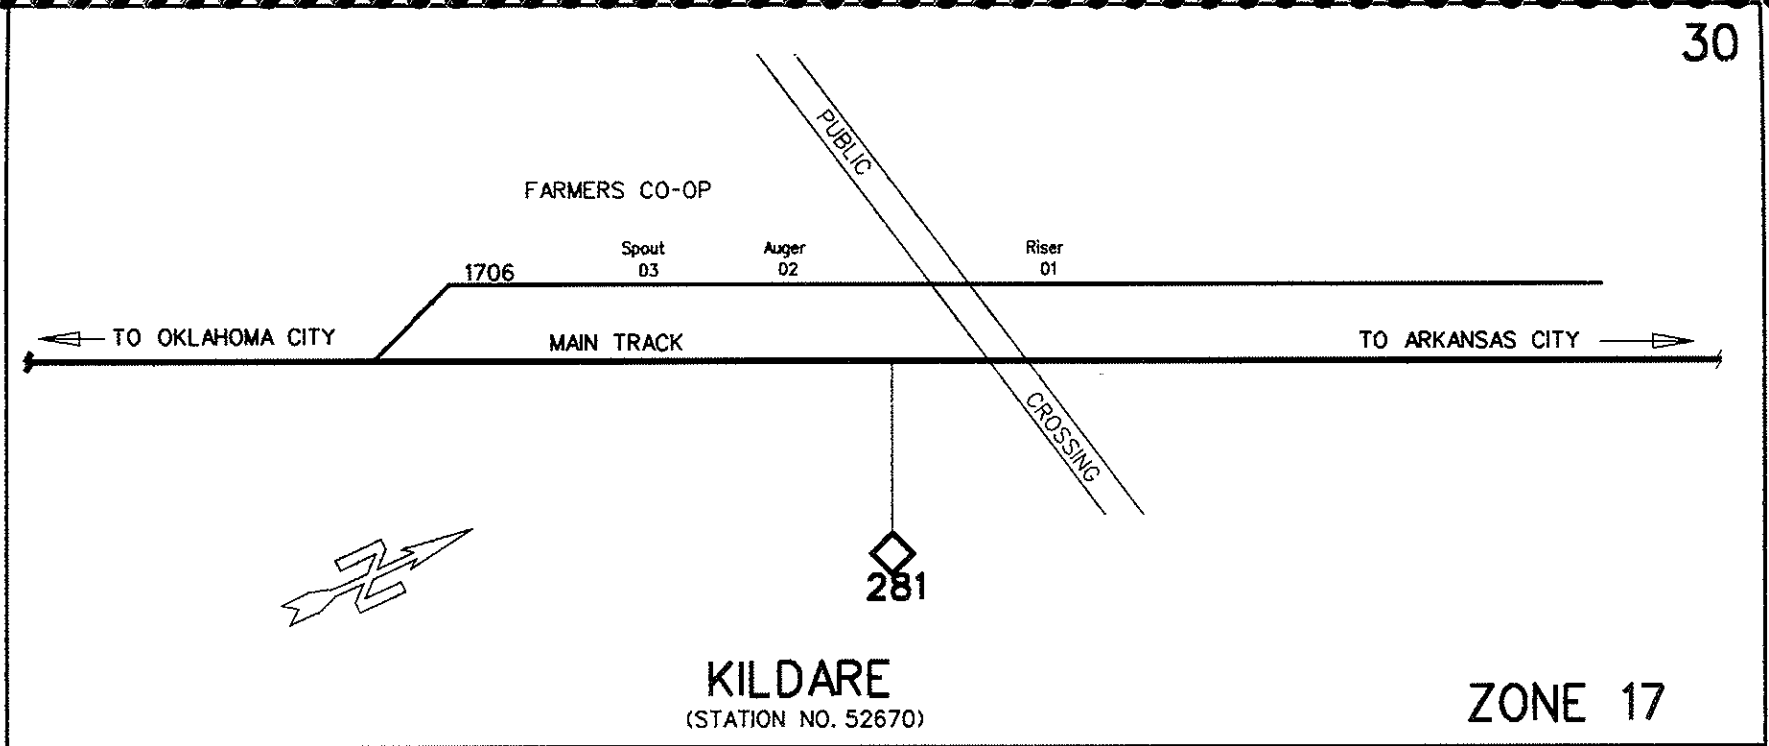 30
PUBLIC
FARMERS CO-OP
Spout
03
Auger
02
Riser
01
1706
TO OKLAHOMA CITY
MAIN TRACK
TO ARKANSAS CITY
CROSSING
N
281
KILDARE
(STATION NO. 52670)
ZONE 17